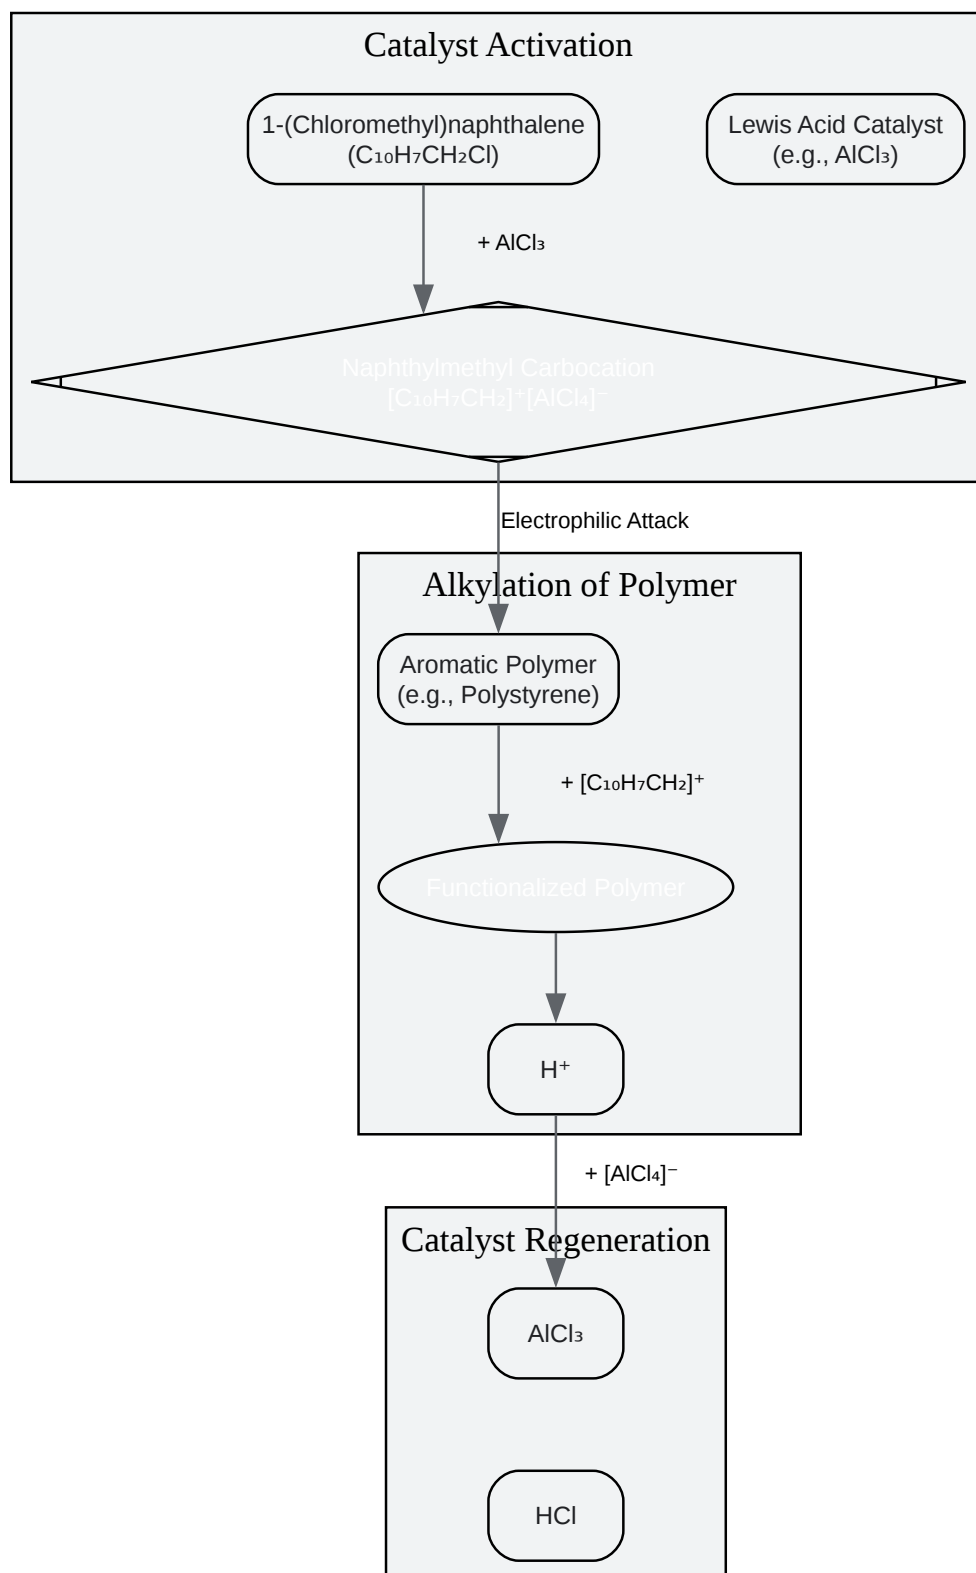 Catalyst Activation
1-(Chloromethyl)naphthalene
(C₁₀H₇CH₂Cl)
Lewis Acid Catalyst
(e.g., AlCl₃)
+ AlCl₃
Naphthylmethyl Carbocation
[C₁₀H₇CH₂]⁺[AlCl₄]⁻
Electrophilic Attack
Alkylation of Polymer
Aromatic Polymer
(e.g., Polystyrene)
+ [C₁₀H₇CH₂]⁺
Functionalized Polymer
H⁺
+ [AlCl₄]⁻
Catalyst Regeneration
AlCl₃
HCl